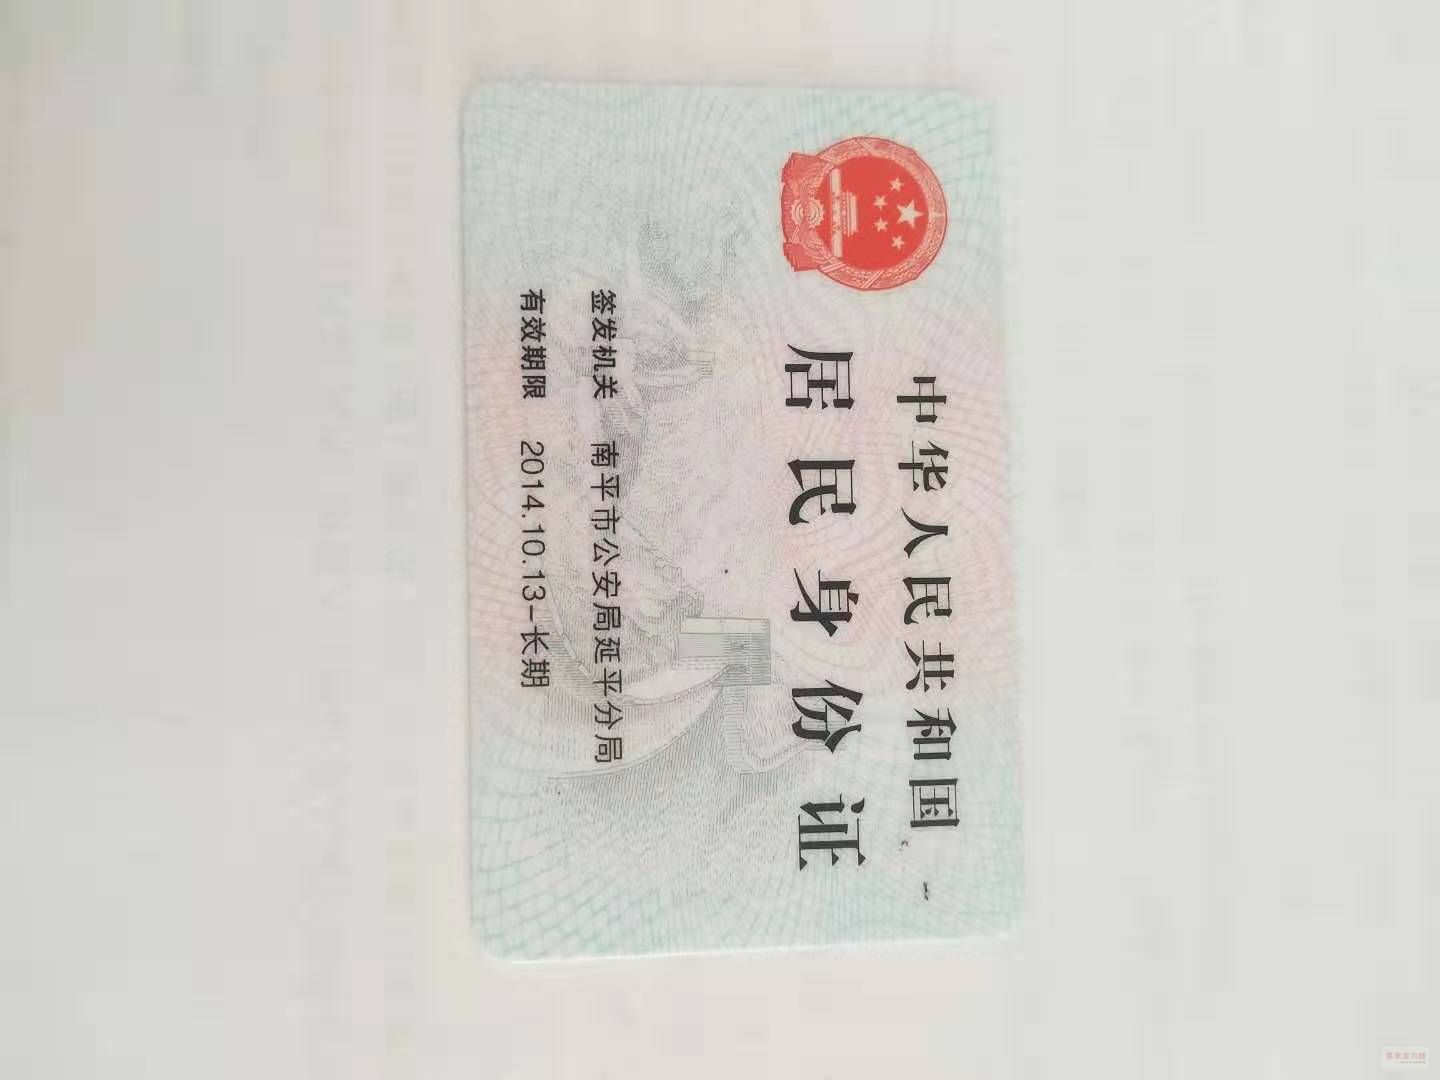 中华人民共和国
居民身份证
签发机关 南平市公安局延平分局
有效期限 2014.10.13-长期